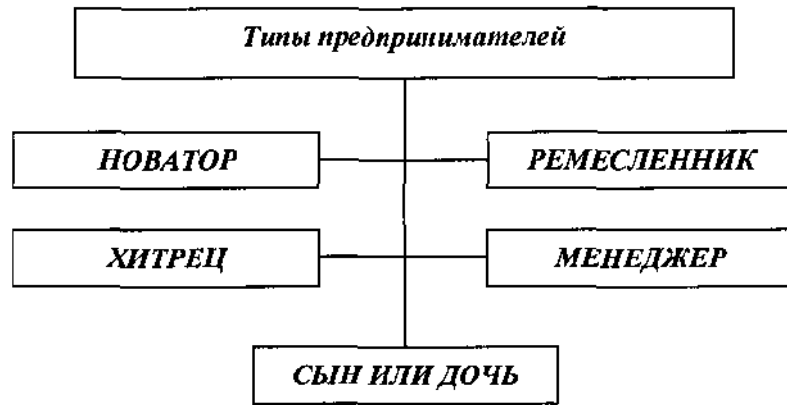 Типы предпринимателей
НОВАТОР
РЕМЕСЛЕННИК
ХИТРЕЦ
МЕНЕДЖЕР
СЫН ИЛИ ДОЧЬ